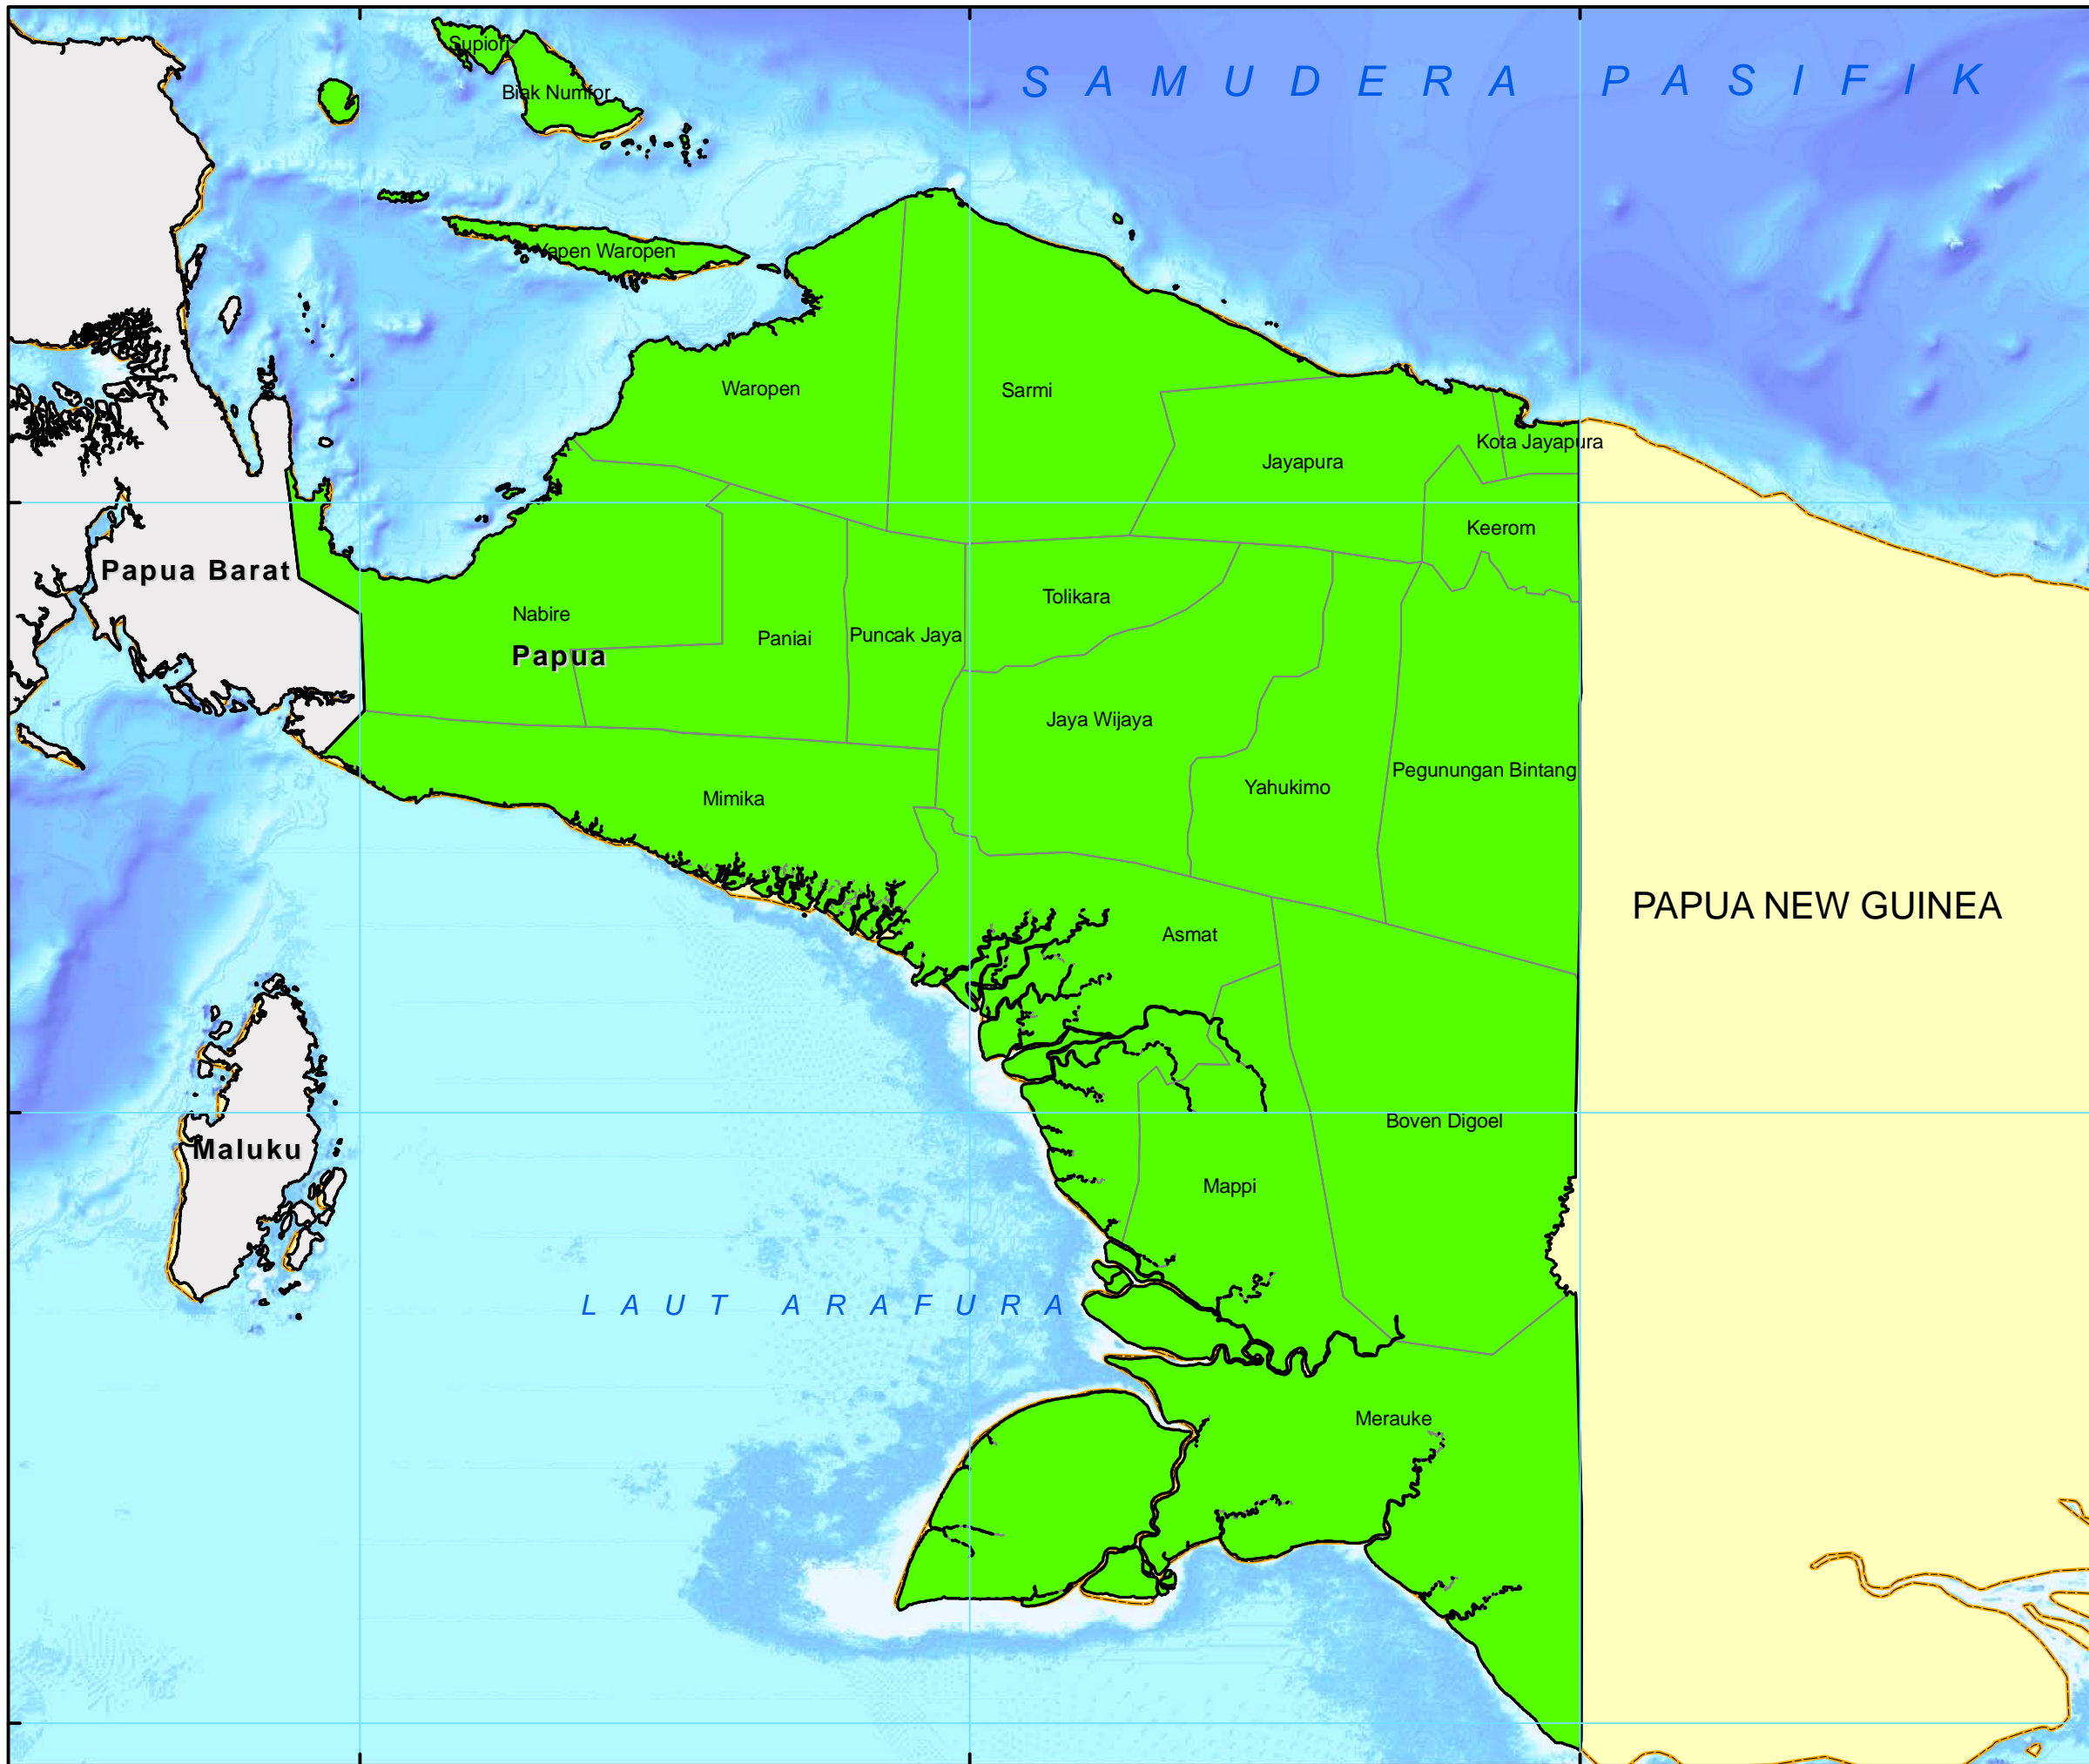 Supiori
SAMUDERA PASIFIK
Biak Numfor
Yapen Waropen
Waropen
Sarmi
Kota Jayapura
Jayapura
Keerom
Papua Barat
Tolikara
Nabire
Puncak Jaya
Paniai
Papua
Jaya Wijaya
Pegunungan Bintang
Yahukimo
Mimika
PAPUA NEW GUINEA
Asmat
Boven Digoel
Maluku
Mappi
LAUT ARAFURA
Merauke